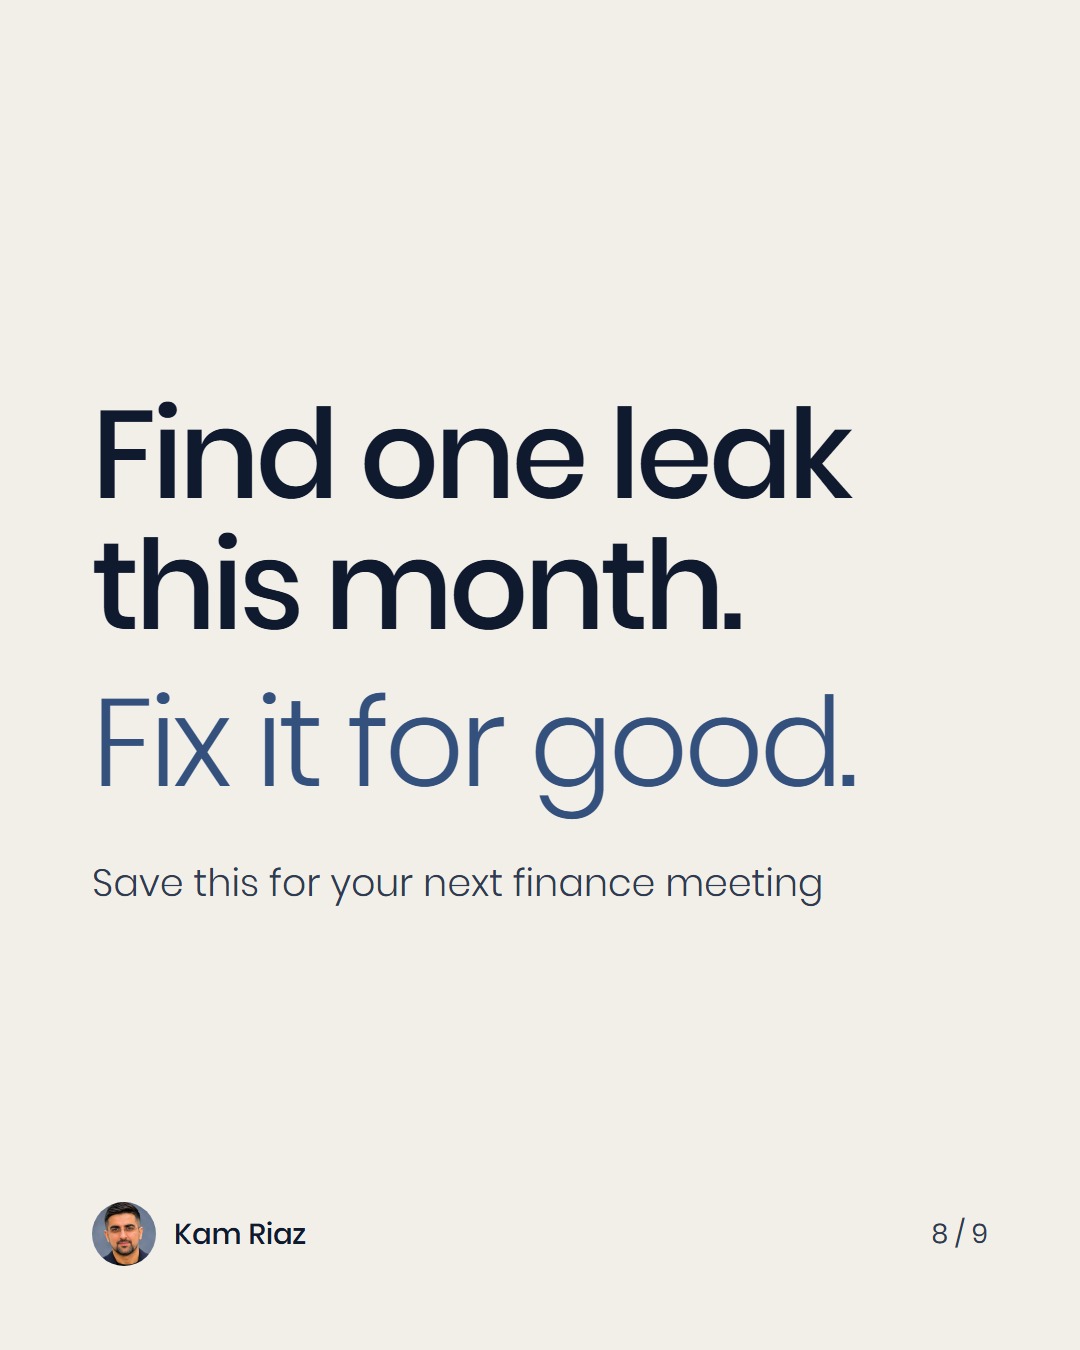 Find one leak
this month.
Fix it for good.
Save this for your next finance meeting
Kam Riaz
8 / 9